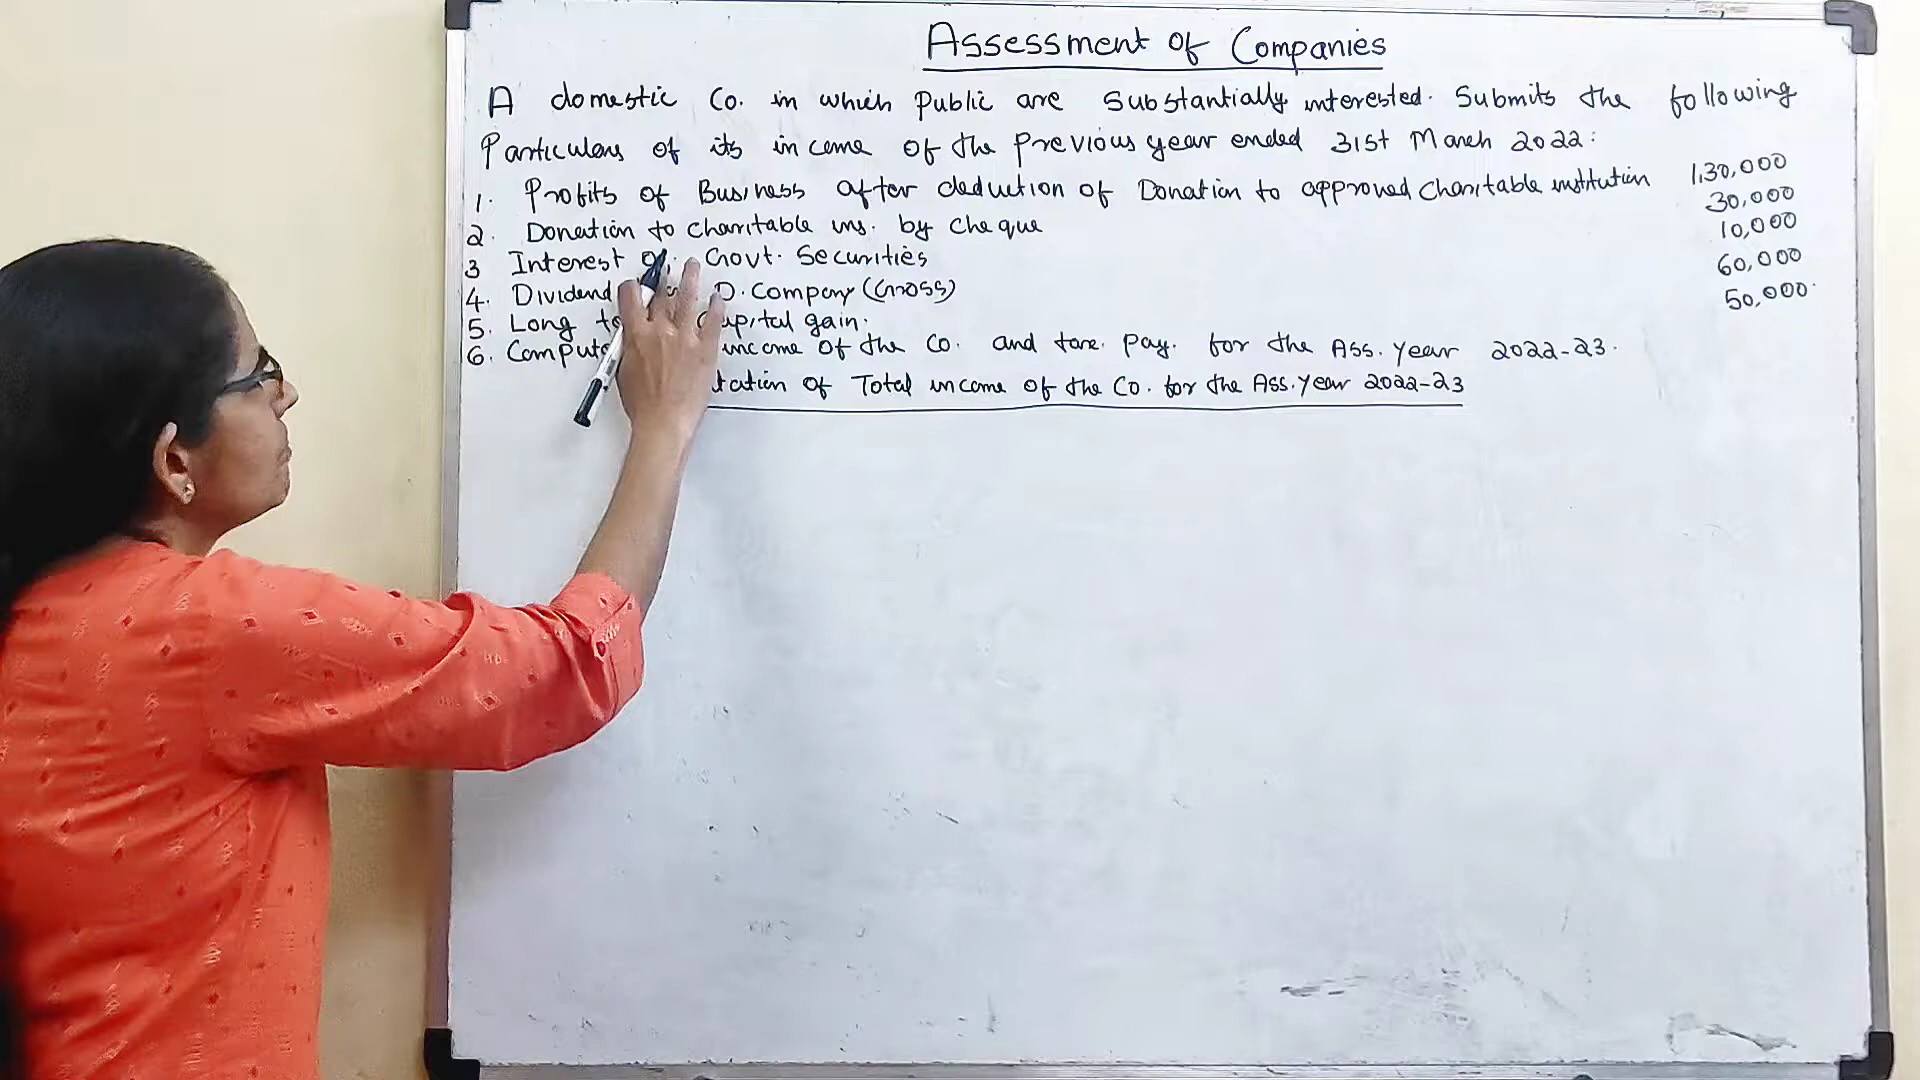 Assessment of Companies
A domestic Co. in which Public are Substantially interested. Submits the following
Particulars of its income of the previous year ended 31st March 2022:
1. Profits of Business after deduction of Donation to approved Charitable institution 1,30,000
2. Donation to Charitable ins. by cheque 30,000
3 Interest Govt. Securities 10,000
4. Dividend D. Company (Gross) 60,000
5. Long Capital gain. 50,000.
6. Compute income of the Co. and tax. Pay. for the Ass. Year 2022-23.
tation of Total income of the Co. for the Ass. Year 2022-23